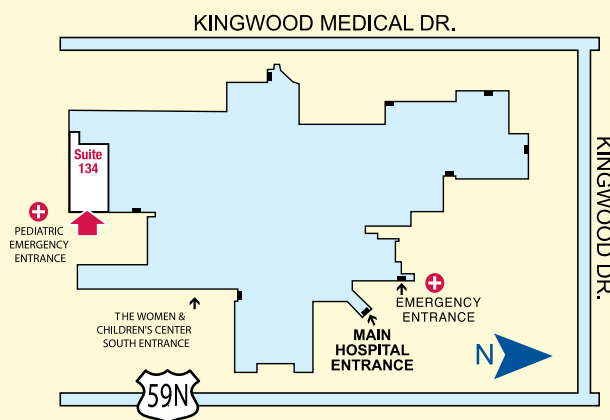 KINGWOOD MEDICAL DR.
KINGWOOD DR.
Suite
134
PEDIATRIC
EMERGENCY
ENTRANCE
THE WOMEN &
CHILDREN'S CENTER
SOUTH ENTRANCE
MAIN
HOSPITAL
ENTRANCE
EMERGENCY
ENTRANCE
N
59N